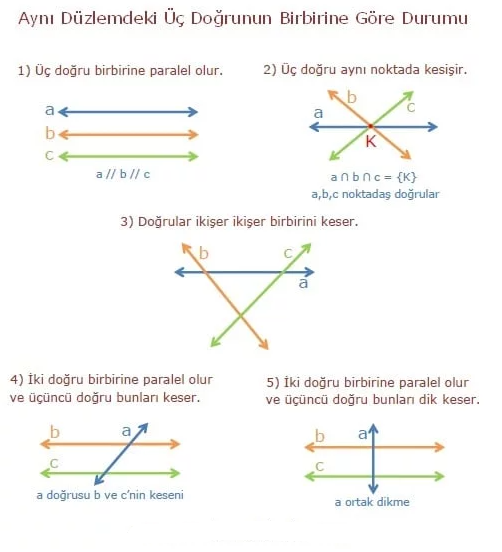 Aynı Düzlemdeki Üç Doğrunun Birbirine Göre Durumu
1) Üç doğru birbirine paralel olur.
a
b
c
a // b // c
2) Üç doğru aynı noktada kesişir.
a
b
c
K
a ∩ b ∩ c = {K}
a,b,c noktadaş doğrular
3) Doğrular ikişer ikişer birbirini keser.
b
c
a
4) İki doğru birbirine paralel olur
ve üçüncü doğru bunları keser.
b
a
c
a doğrusu b ve c'nin keseni
5) İki doğru birbirine paralel olur
ve üçüncü doğru bunları dik keser.
b
a
c
a ortak dikme